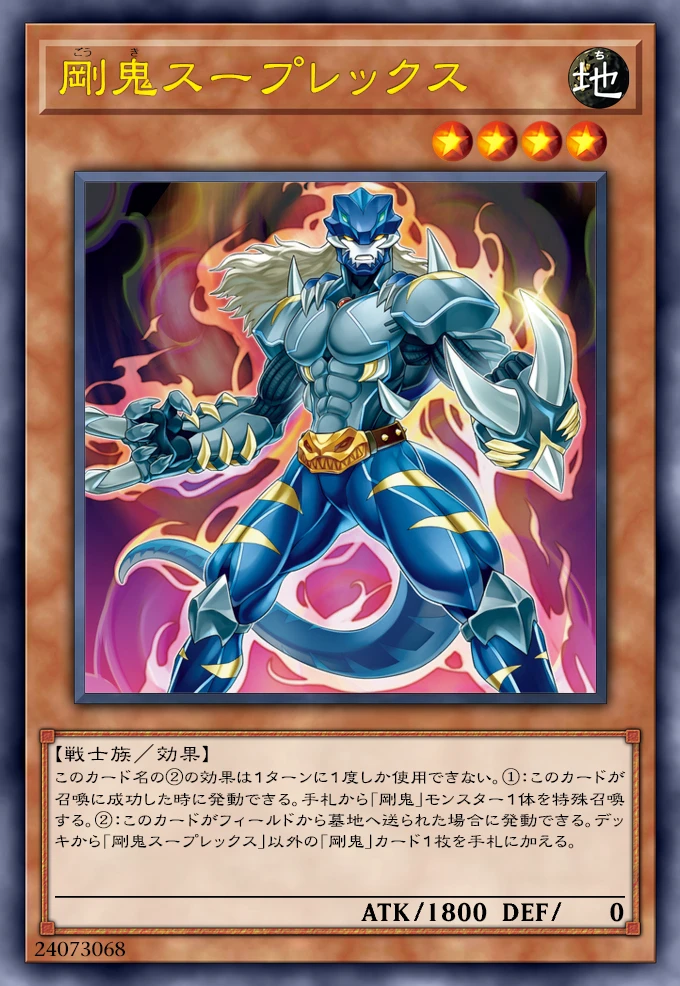 ごう き
剛鬼スープレックス
ち
地
【戦士族／効果】
このカード名の②の効果は1ターンに1度しか使用できない。①：このカードが
召喚に成功した時に発動できる。手札から「剛鬼」モンスター1体を特殊召喚
する。②：このカードがフィールドから墓地へ送られた場合に発動できる。デッ
キから「剛鬼スープレックス」以外の「剛鬼」カード1枚を手札に加える。
ATK/1800 DEF/ 0
24073068